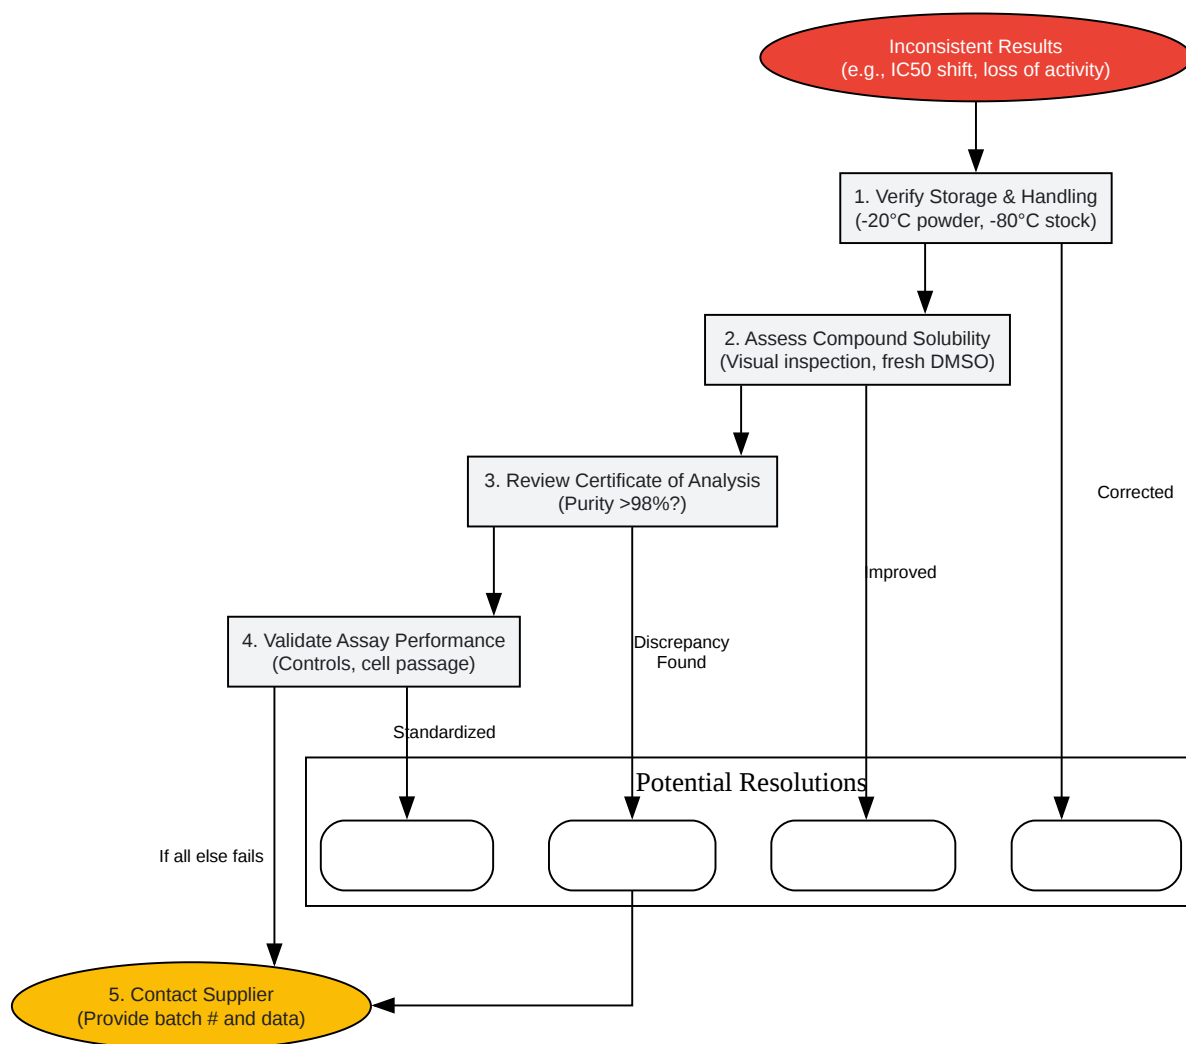 Inconsistent Results
(e.g., IC50 shift, loss of activity)
1. Verify Storage & Handling
(-20°C powder, -80°C stock)
2. Assess Compound Solubility
(Visual inspection, fresh DMSO)
3. Review Certificate of Analysis
(Purity >98%?)
Corrected
Improved
4. Validate Assay Performance
(Controls, cell passage)
Discrepancy
Found
Standardized
Potential Resolutions
If all else fails
5. Contact Supplier
(Provide batch # and data)